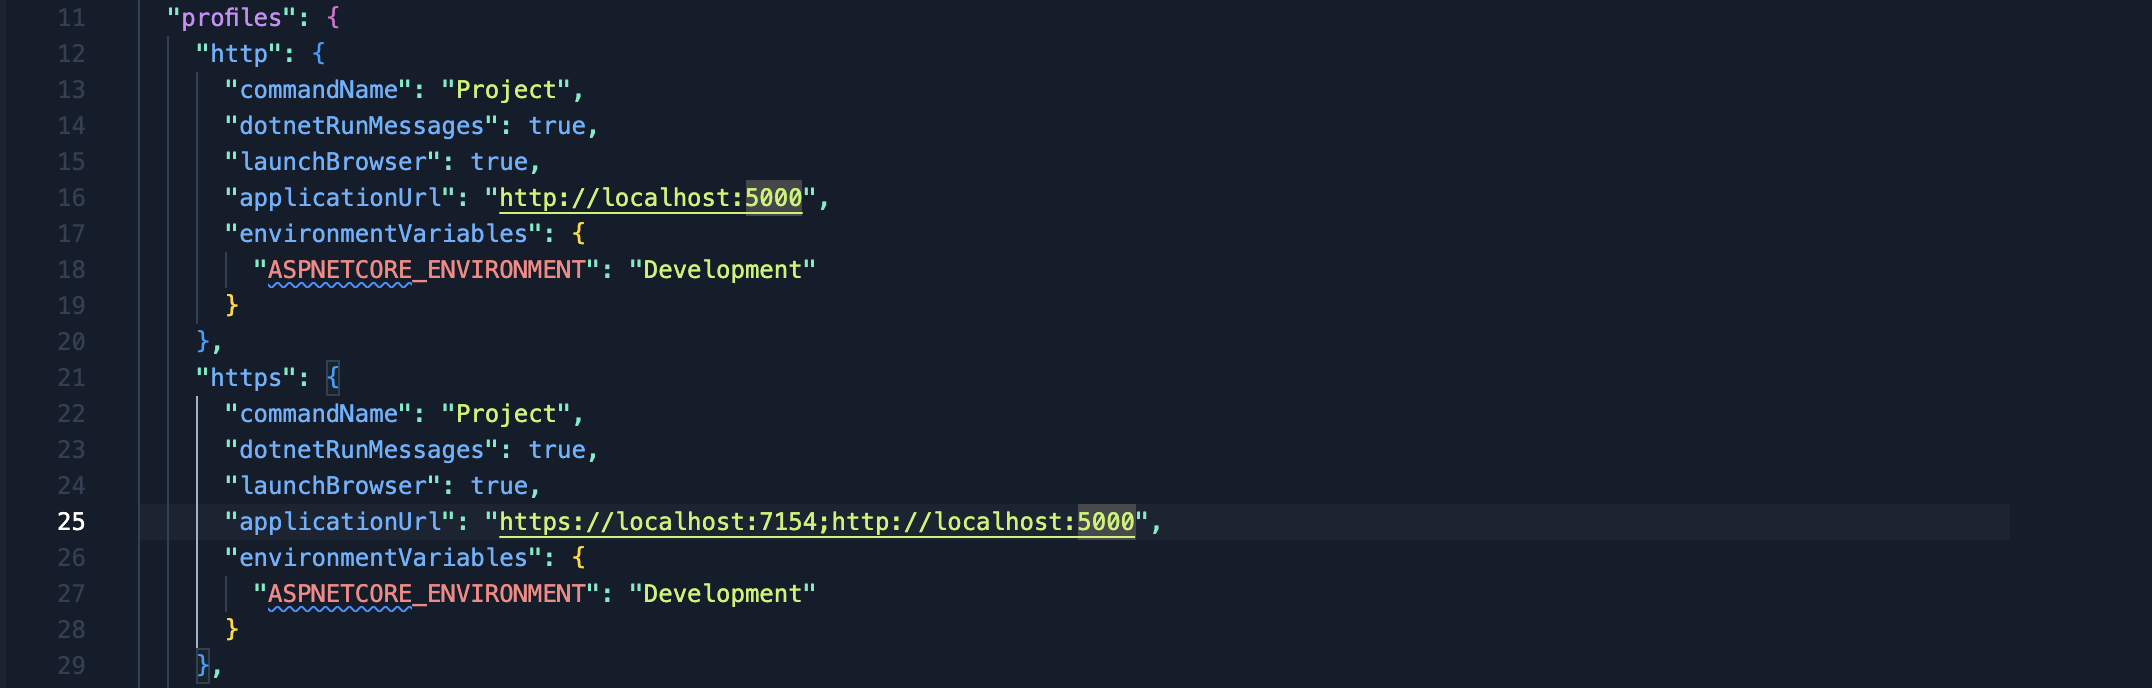 11 "profiles": {
12 "http": {
13 "commandName": "Project",
14 "dotnetRunMessages": true,
15 "launchBrowser": true,
16 "applicationUrl": "http://localhost:5000",
17 "environmentVariables": {
18 "ASPNETCORE_ENVIRONMENT": "Development"
19 }
20 },
21 "https": {
22 "commandName": "Project",
23 "dotnetRunMessages": true,
24 "launchBrowser": true,
25 "applicationUrl": "https://localhost:7154;http://localhost:5000",
26 "environmentVariables": {
27 "ASPNETCORE_ENVIRONMENT": "Development"
28 }
29 },